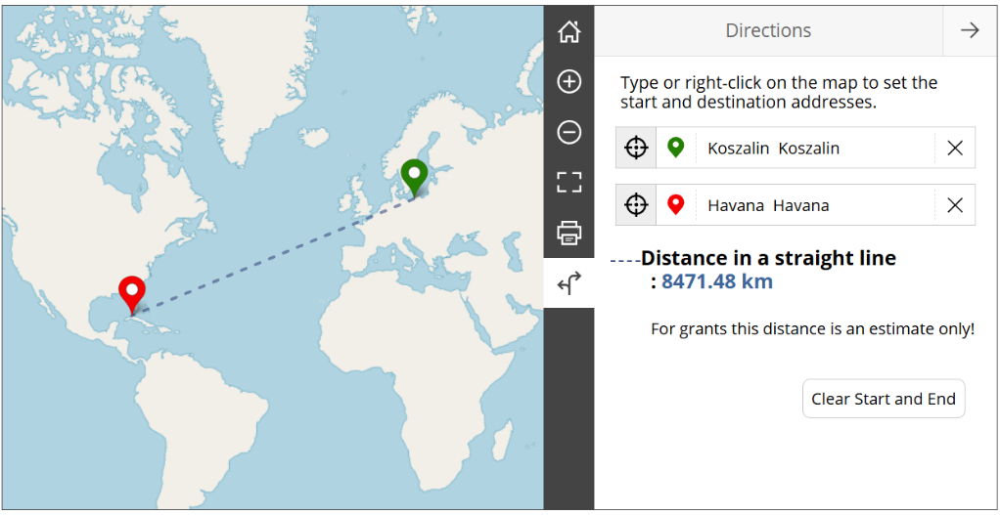 Directions
Type or right-click on the map to set the
start and destination addresses.
Koszalin Koszalin
Havana Havana
Distance in a straight line
: 8471.48 km
For grants this distance is an estimate only!
Clear Start and End